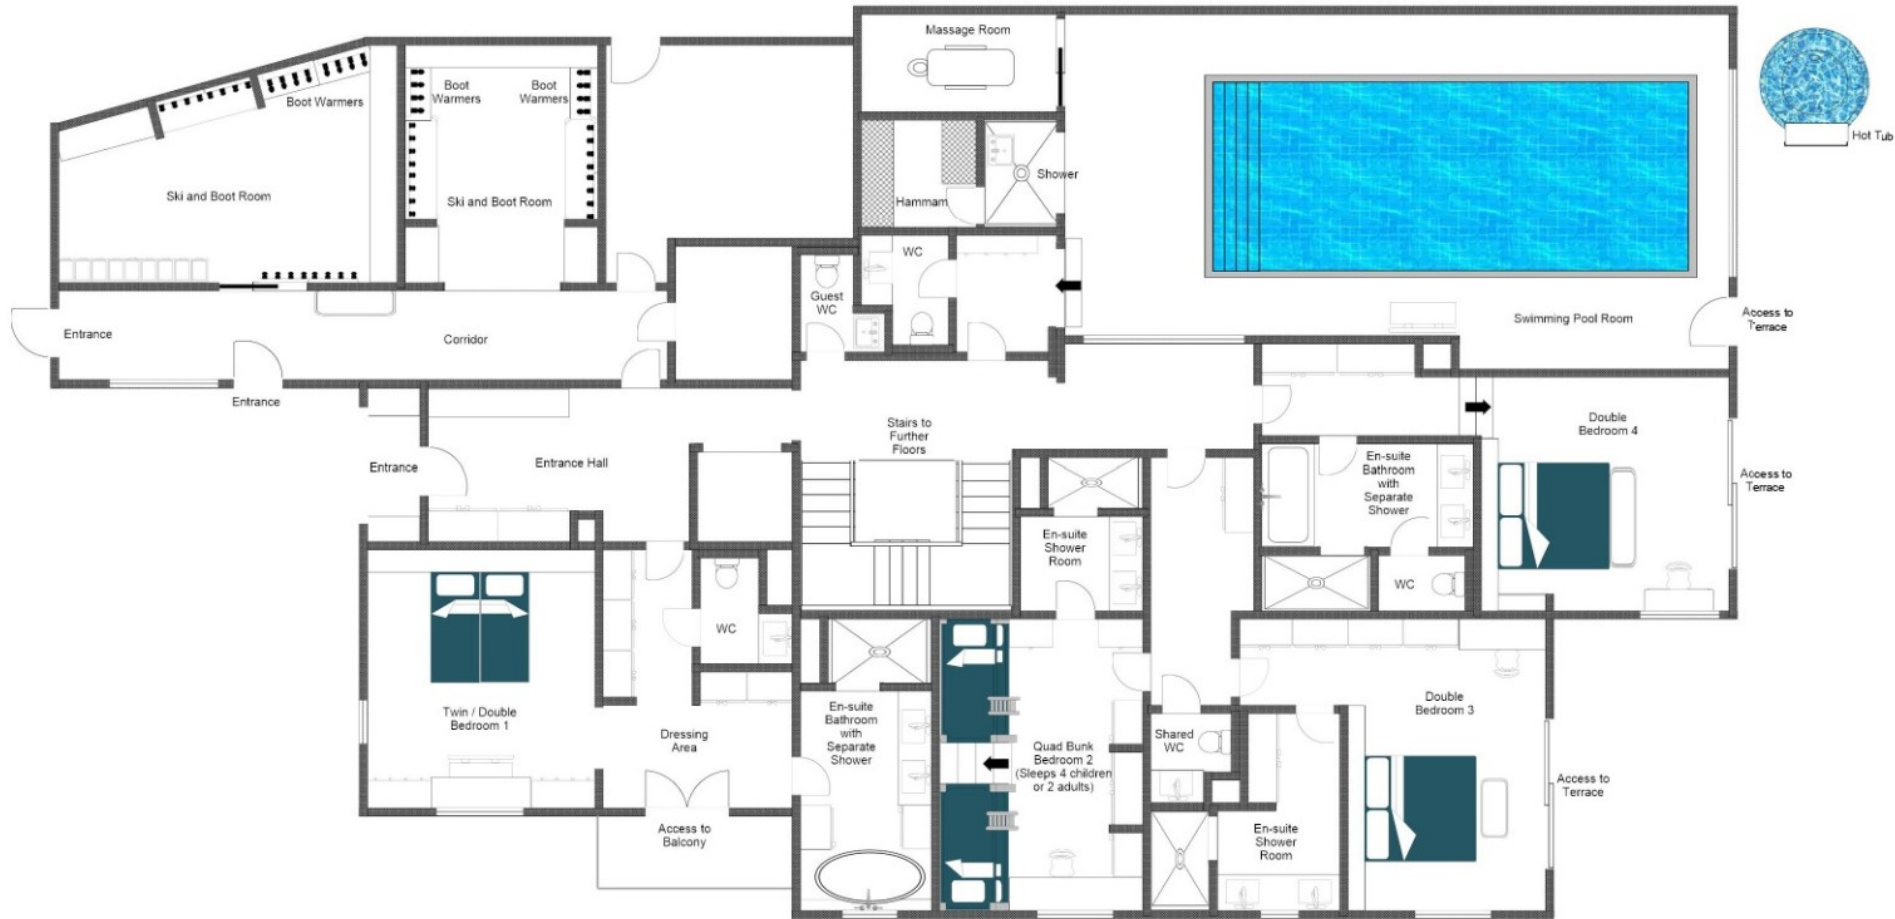 Massage Room
Boot Warmers
Boot
Warmers
Boot
Warmers
Hot Tub
Ski and Boot Room
Ski and Boot Room
Hammam
Shower
WC
Guest
WC
Swimming Pool Room
Access to
Terrace
Entrance
Corridor
Entrance
Entrance
Entrance Hall
Stairs to
Further
Floors
Double
Bedroom 4
Access to
Terrace
En-suite
Bathroom
with
Separate
Shower
En-suite
Shower
Room
WC
WC
Twin / Double
Bedroom 1
Dressing
Area
En-suite
Bathroom
with
Separate
Shower
Quad Bunk
Bedroom 2
(Sleeps 4 children
or 2 adults)
Shared
WC
Double
Bedroom 3
Access to
Terrace
Access to
Balcony
En-suite
Shower
Room